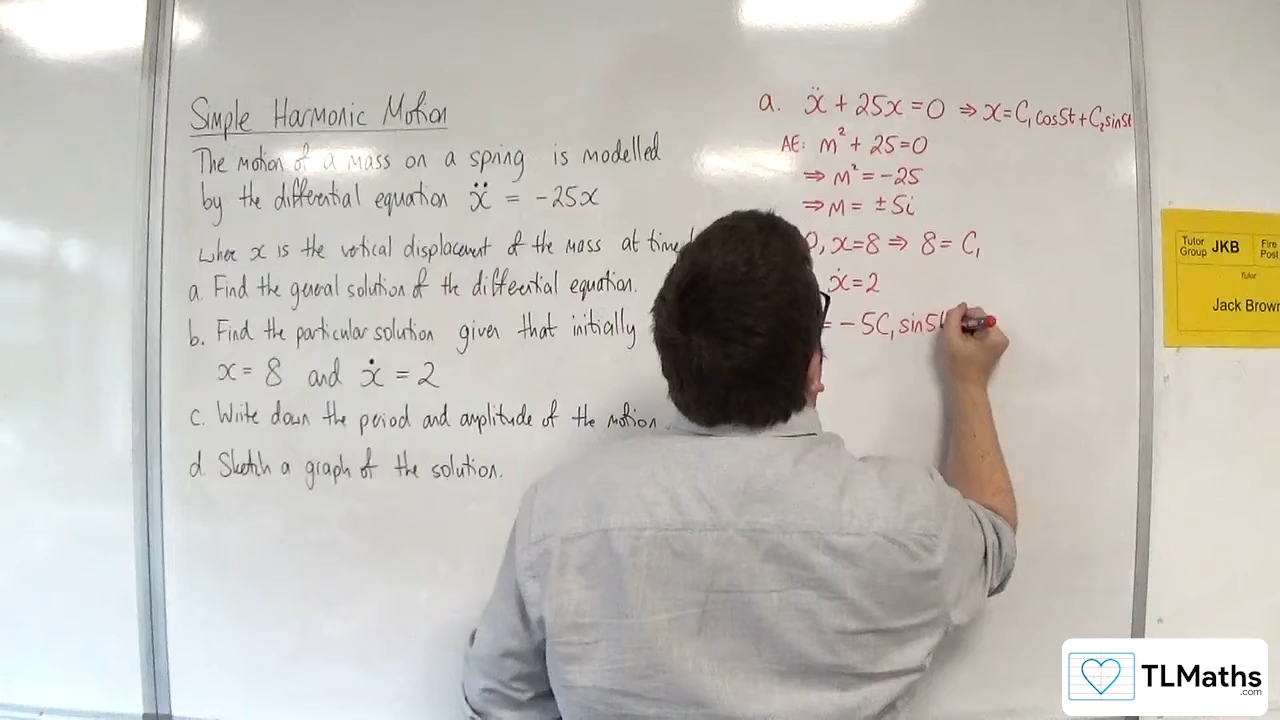 Simple Harmonic Motion
The motion of a mass on a spring is modelled
by the differential equation ẍ = -25x
where x is the vertical displacement of the mass at time
a. Find the general solution of the differential equation.
b. Find the particular solution given that initially
x = 8 and ẋ = 2
c. Write down the period and amplitude of the motion
d. Sketch a graph of the solution.
a. ẍ + 25x = 0 ⇒ x = C₁cos5t + C₂sin5t
AE: m² + 25 = 0
⇒ m² = -25
⇒ m = ±5i
0, x = 8 ⇒ 8 = C₁
ẋ = 2
= -5C₁sin5
Tutor Group JKB
Fire
Post
Tutor
Jack Brown
TLMaths
.com